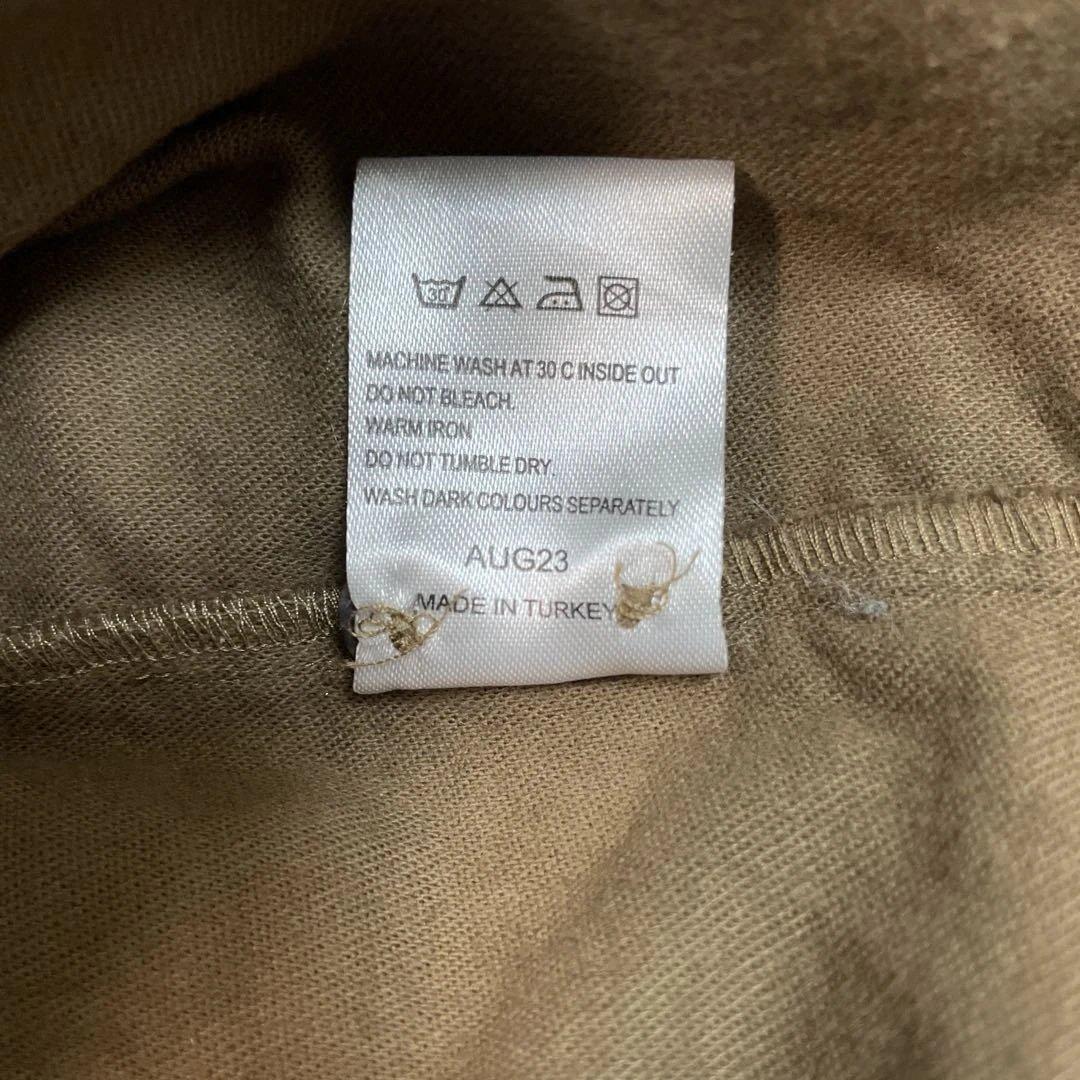 30°
MACHINE WASH AT 30 C INSIDE OUT
DO NOT BLEACH.
WARM IRON
DO NOT TUMBLE DRY.
WASH DARK COLOURS SEPARATELY
AUG23
MADE IN TURKEY